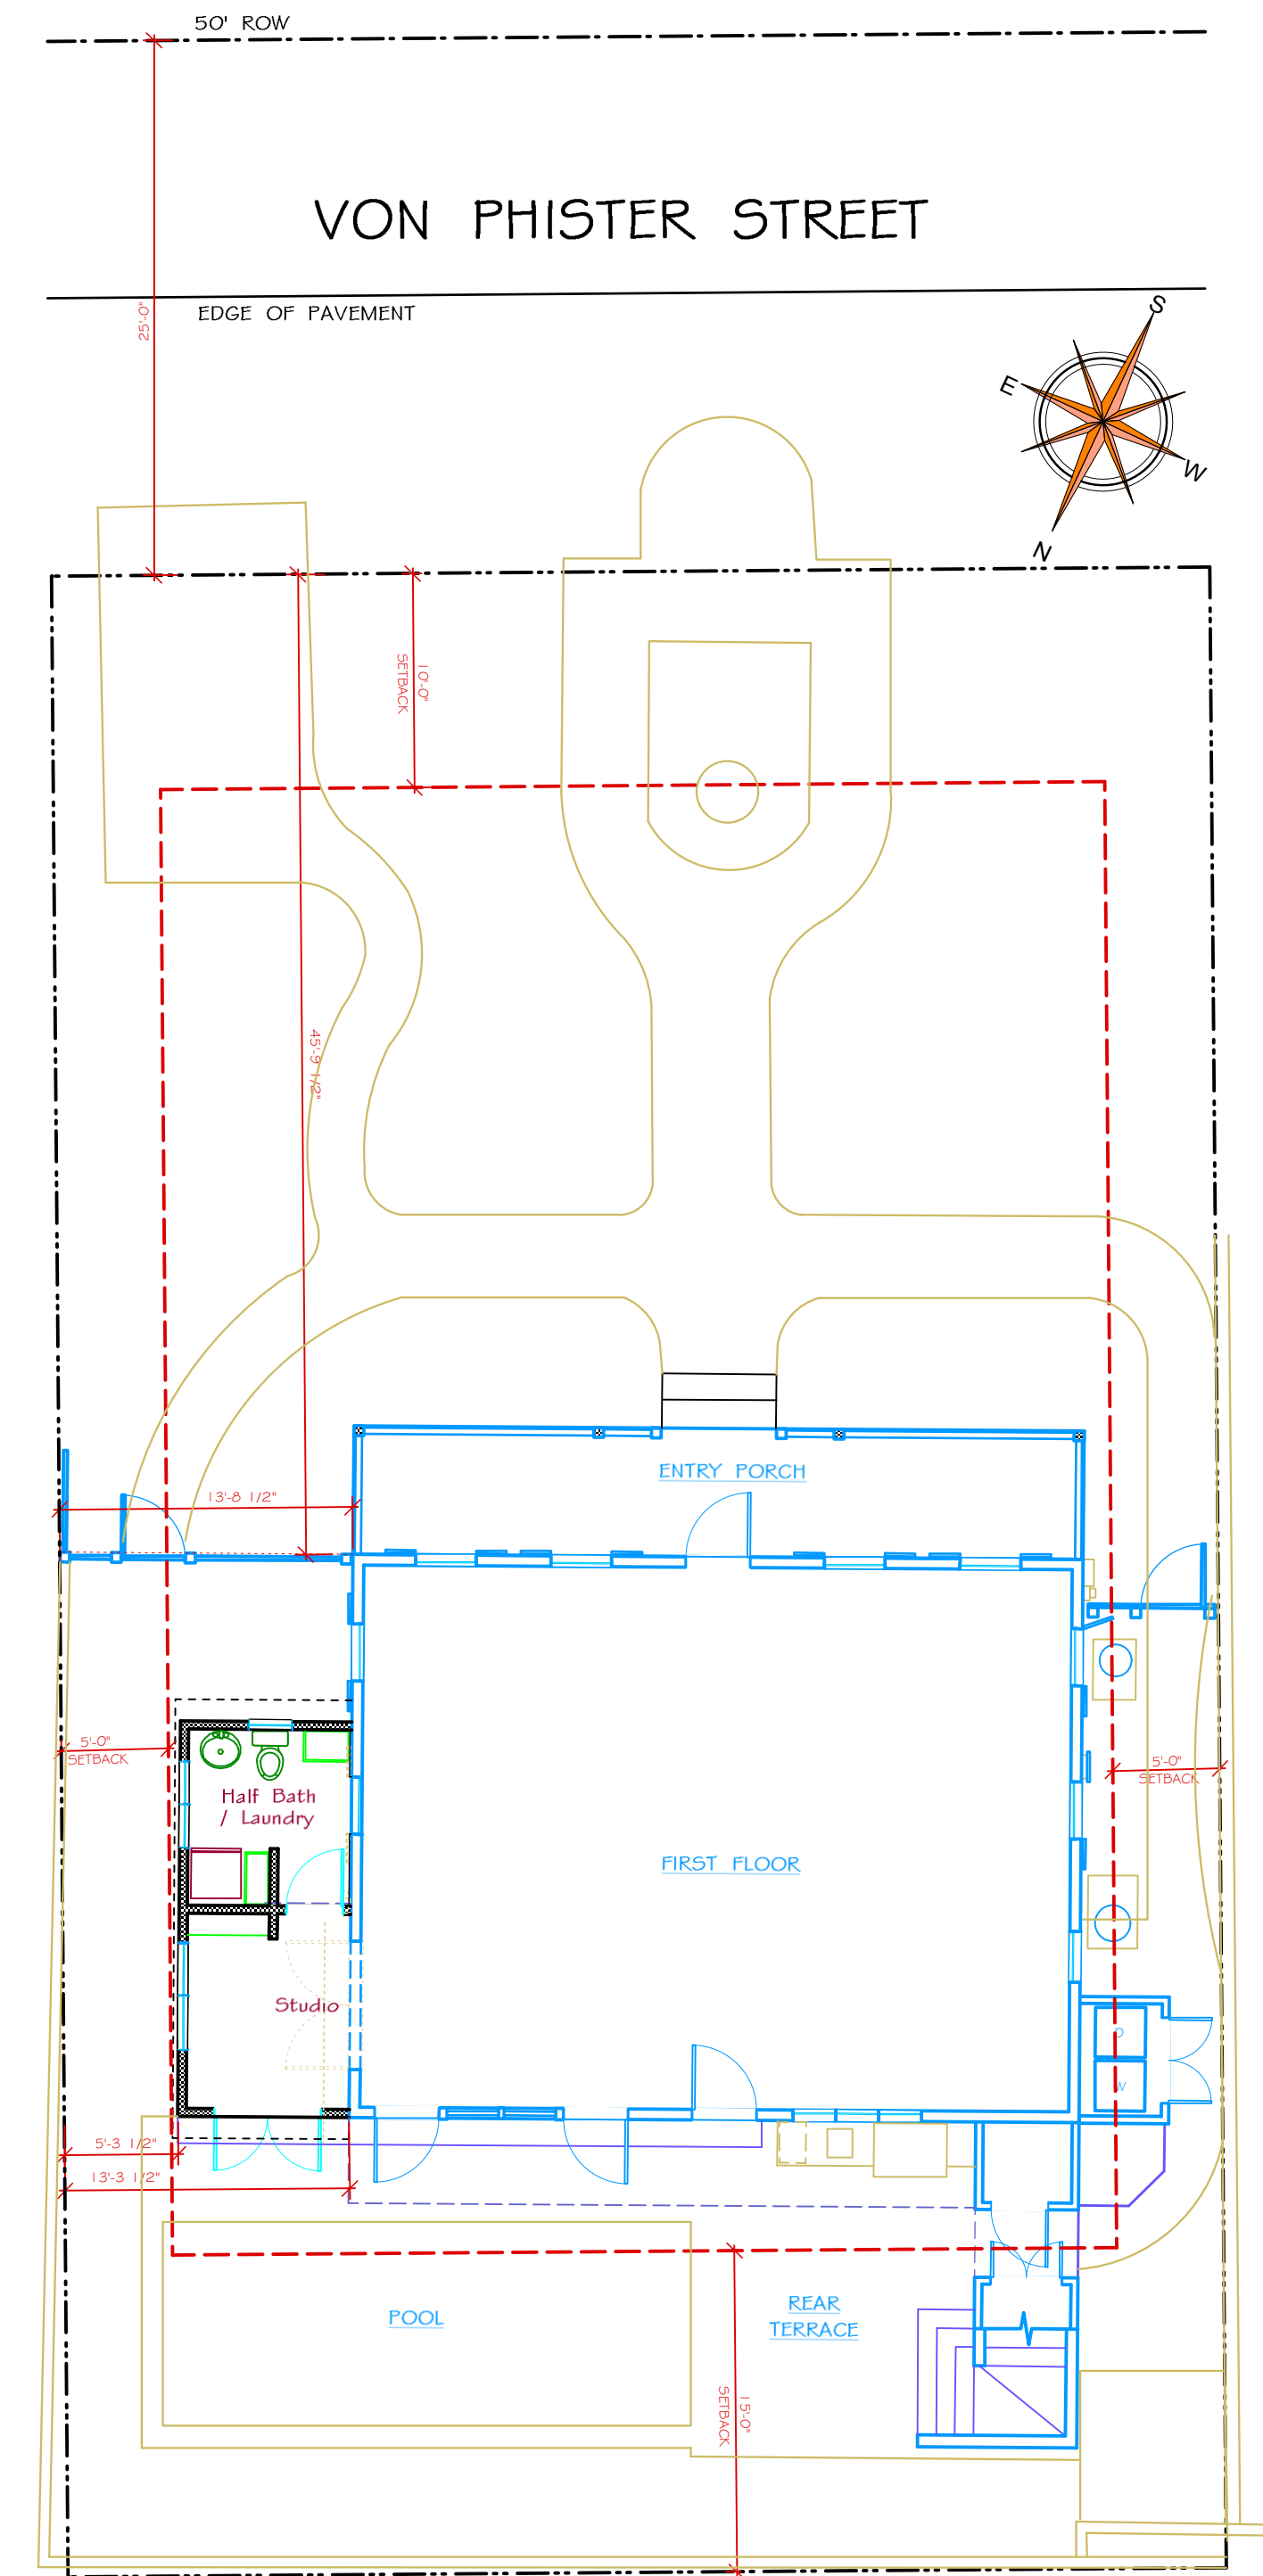 50' ROW
VON PHISTER STREET
25'-0"
EDGE OF PAVEMENT
S
E
W
N
10'-0"
SETBACK
45'-9 1/2"
ENTRY PORCH
13'-8 1/2"
5'-0"
SETBACK
5'-0"
SETBACK
Half Bath
/ Laundry
FIRST FLOOR
Studio
D
W
5'-3 1/2"
13'-3 1/2"
POOL
REAR
TERRACE
15'-0"
SETBACK